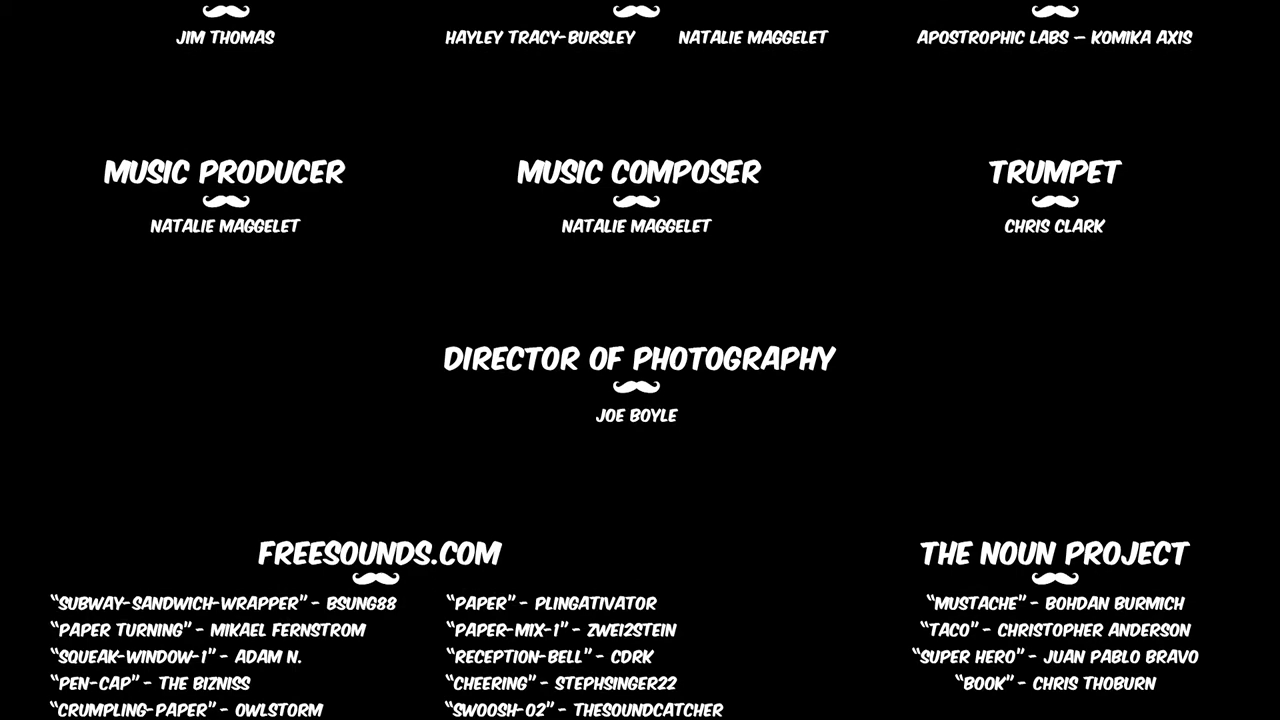 JIM THOMAS
HAYLEY TRACY-BURSLEY NATALIE MAGGELET
APOSTROPHIC LABS – KOMIKA AXIS
MUSIC PRODUCER
NATALIE MAGGELET
MUSIC COMPOSER
NATALIE MAGGELET
TRUMPET
CHRIS CLARK
DIRECTOR OF PHOTOGRAPHY
JOE BOYLE
FREESOUNDS.COM
"SUBWAY-SANDWICH-WRAPPER" - BSUNG88
"PAPER TURNING" - MIKAEL FERNSTROM
"SQUEAK-WINDOW-1" - ADAM N.
"PEN-CAP" - THE BIZNISS
"CRUMPLING-PAPER" - OWLSTORM
"PAPER" - PLINGATIVATOR
"PAPER-MIX-1" - ZWEI2STEIN
"RECEPTION-BELL" - CDRK
"CHEERING" - STEPHSINGER22
"SWOOSH-02" - THESOUNDCATCHER
THE NOUN PROJECT
"MUSTACHE" - BOHDAN BURMICH
"TACO" - CHRISTOPHER ANDERSON
"SUPER HERO" - JUAN PABLO BRAVO
"BOOK" - CHRIS THOBURN